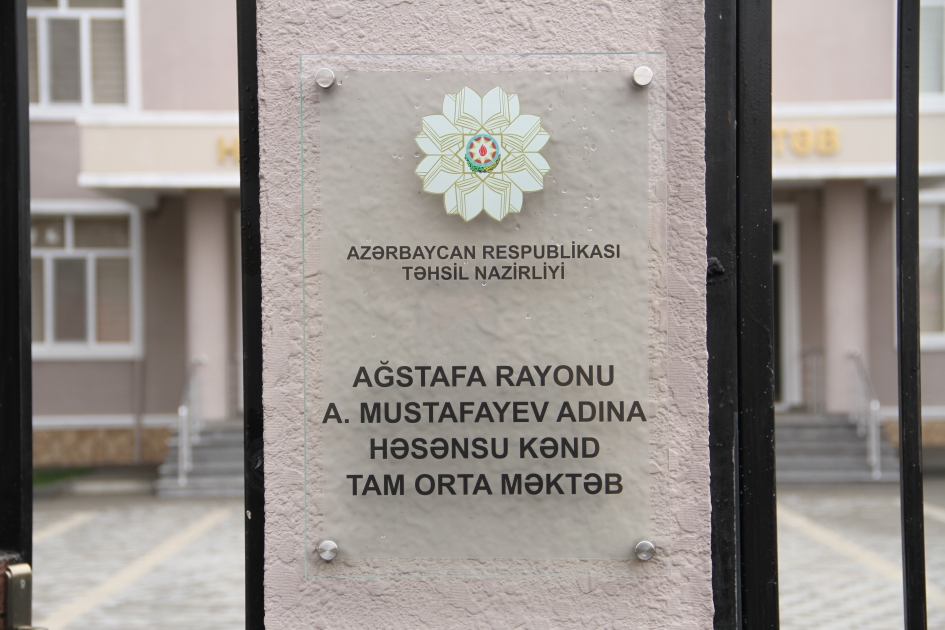 AZƏRBAYCAN RESPUBLİKASI
TƏHSİL NAZİRLİYİ
AĞSTAFA RAYONU
A. MUSTAFAYEV ADINA
HƏSƏNSU KƏND
TAM ORTA MƏKTƏB